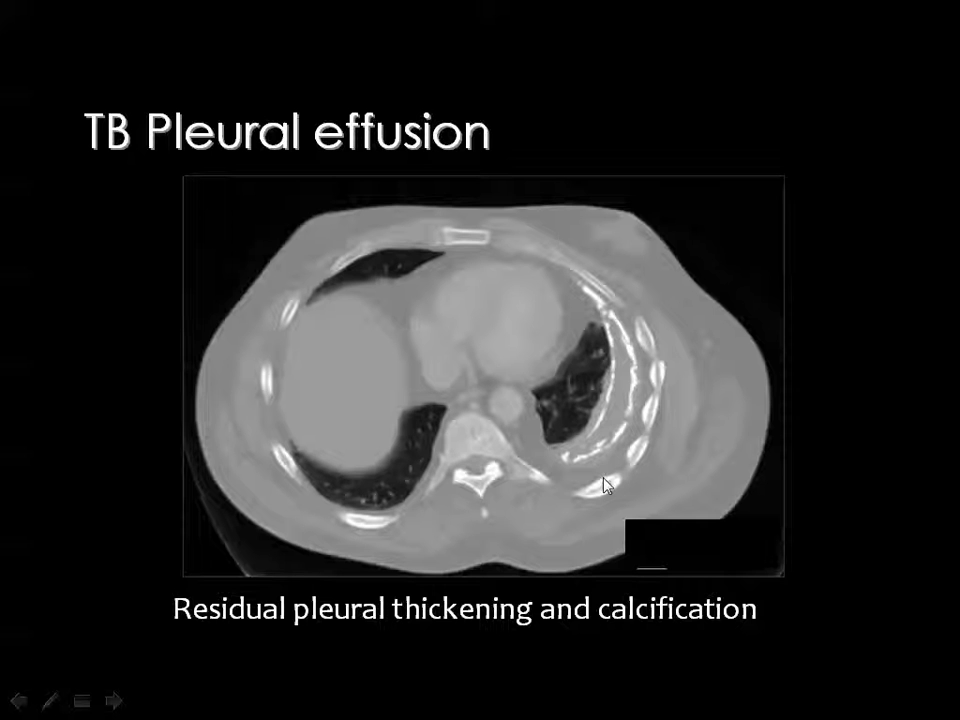 TB Pleural effusion
Residual pleural thickening and calcification